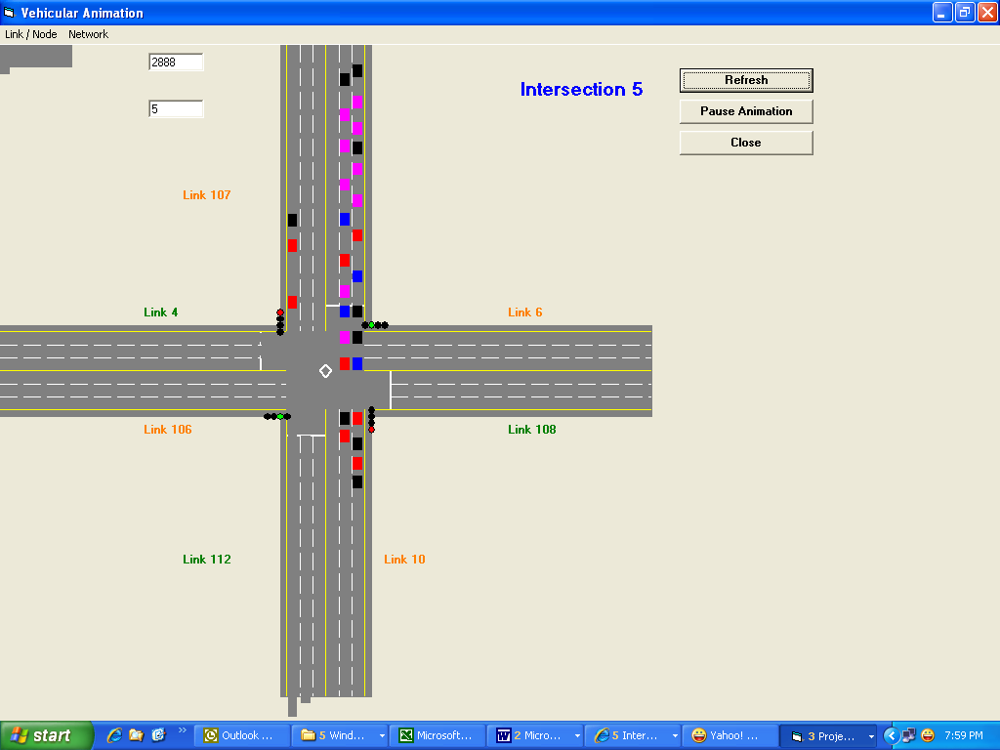 Vehicular Animation
Link / Node Network
2888
5
Intersection 5
Refresh
Pause Animation
Close
Link 107
Link 4
Link 6
Link 106
Link 108
Link 112
Link 10
start
»
Outlook ...
5 Wind...
Microsoft...
2 Micro...
5 Inter...
Yahoo! ...
3 Proje...
7:59 PM